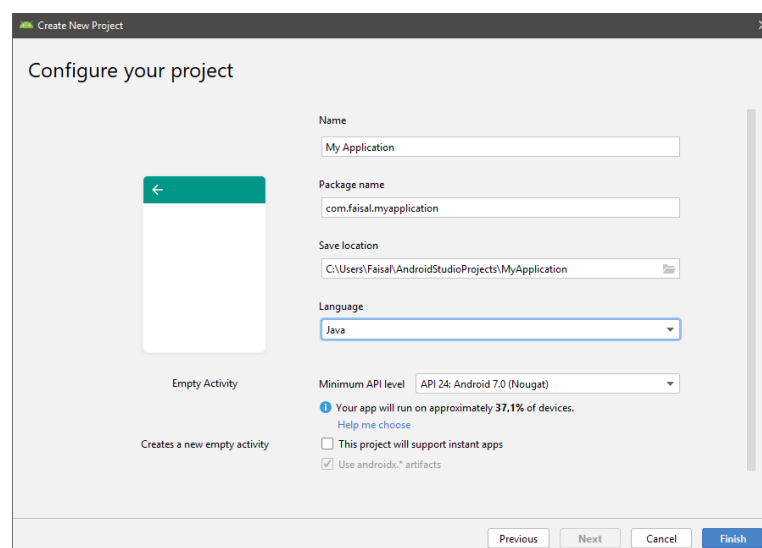 Create New Project
Configure your project
Name
My Application
Package name
com.faisal.myapplication
Save location
C:\Users\Faisal\AndroidStudioProjects\MyApplication
Language
Java
Empty Activity
Minimum API level API 24: Android 7.0 (Nougat)
Your app will run on approximately 37,1% of devices.
Help me choose
Creates a new empty activity
This project will support instant apps
Use androidx.* artifacts
Previous Next Cancel Finish